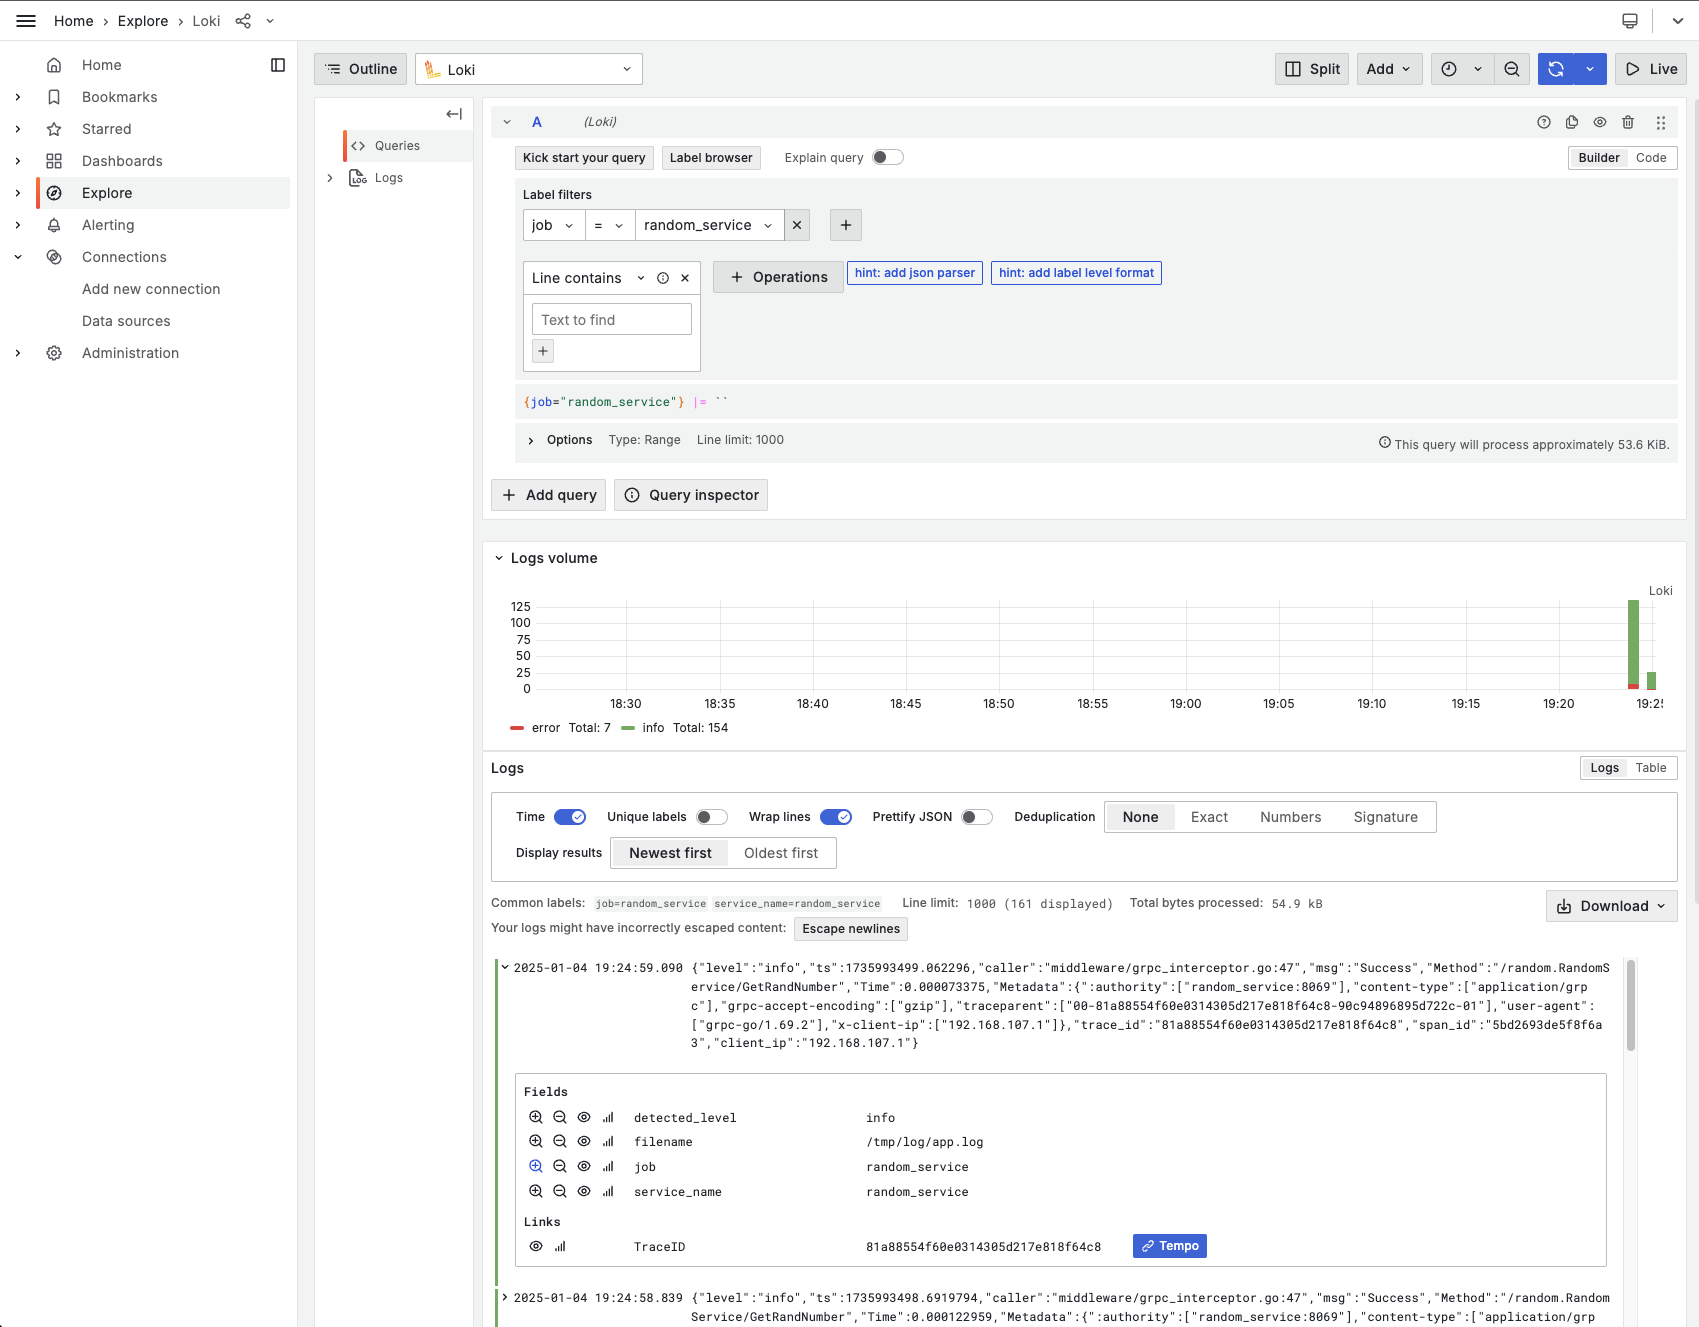 Home › Explore › Loki
Home
Bookmarks
Starred
Dashboards
Explore
Alerting
Connections
Add new connection
Data sources
Administration
Outline
Loki
Split
Add
Live
Queries
Logs
A
(Loki)
Kick start your query
Label browser
Explain query
Builder
Code
Label filters
job
=
random_service
Line contains
Text to find
Operations
hint: add json parser
hint: add label level format
{job="random_service"} |= ``
Options
Type: Range
Line limit: 1000
This query will process approximately 53.6 KiB.
Add query
Query inspector
Logs volume
Loki
125
100
75
50
25
0
18:30
18:35
18:40
18:45
18:50
18:55
19:00
19:05
19:10
19:15
19:20
error Total: 7
info Total: 154
Logs
Logs
Table
Time
Unique labels
Wrap lines
Prettify JSON
Deduplication
None
Exact
Numbers
Signature
Display results
Newest first
Oldest first
Common labels: job=random_service service_name=random_service
Line limit: 1000 (161 displayed)
Total bytes processed: 54.9 kB
Download
Your logs might have incorrectly escaped content:
Escape newlines
2025-01-04 19:24:59.090 {"level":"info","ts":1735993499.062296,"caller":"middleware/grpc_interceptor.go:47","msg":"Success","Method":"/random.RandomS
ervice/GetRandNumber","Time":0.000073375,"Metadata":{":authority":["random_service:8069"],"content-type":["application/grp
c"],"grpc-accept-encoding":["gzip"],"traceparent":["00-81a88554f60e0314305d217e818f64c8-90c94896895d722c-01"],"user-agent":
["grpc-go/1.69.2"],"x-client-ip":["192.168.107.1"]},"trace_id":"81a88554f60e0314305d217e818f64c8","span_id":"5bd2693de5f8f6a
3","client_ip":"192.168.107.1"}
Fields
detected_level info
filename /tmp/log/app.log
job random_service
service_name random_service
Links
TraceID 81a88554f60e0314305d217e818f64c8 Tempo
2025-01-04 19:24:58.839 {"level":"info","ts":1735993498.6919794,"caller":"middleware/grpc_interceptor.go:47","msg":"Success","Method":"/random.Random
Service/GetRandNumber","Time":0.000122959,"Metadata":{":authority":["random_service:8069"],"content-type":["application/grp